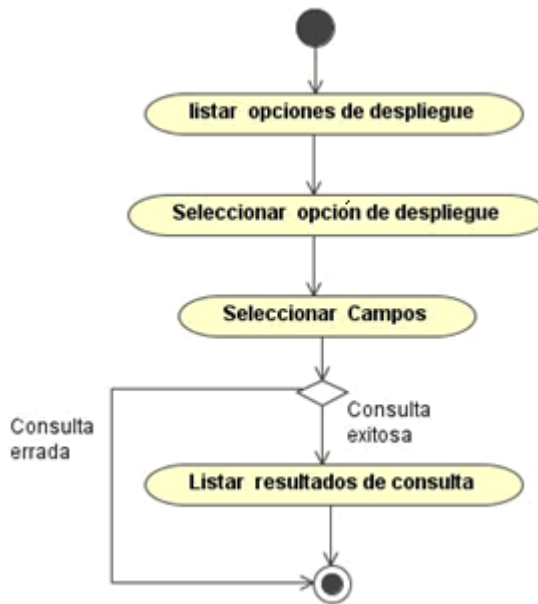 listar opciones de despliegue
Seleccionar opción de despliegue
Seleccionar Campos
Consulta
errada
Consulta
exitosa
Listar resultados de consulta